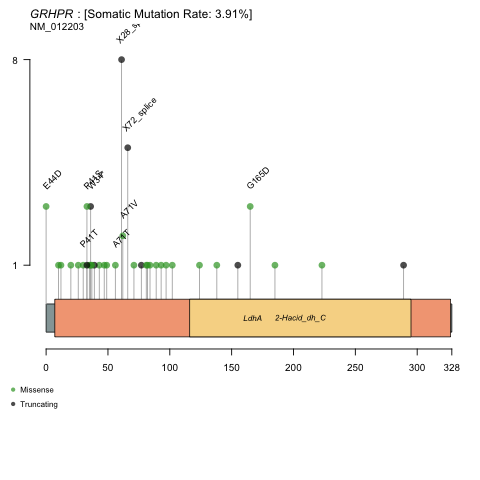 GRHPR : [Somatic Mutation Rate: 3.91%]
NM_012203
8
X72_splice
E44D
G165D
A71V
P41T
1
LdhA 2-Hacid_dh_C
0 50 100 150 200 250 300 328
Missense
Truncating